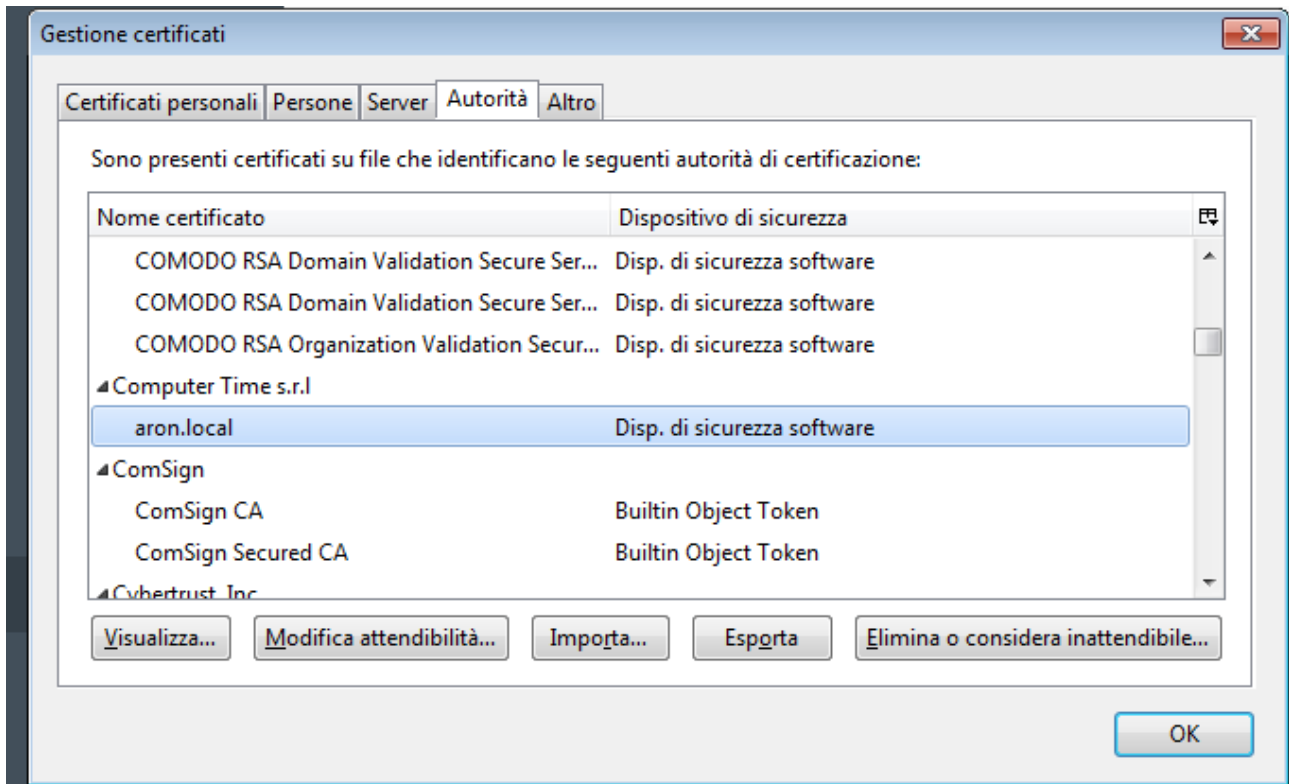 Gestione certificati
Certificati personali Persone Server Autorità Altro
Sono presenti certificati su file che identificano le seguenti autorità di certificazione:
Nome certificato Dispositivo di sicurezza
COMODO RSA Domain Validation Secure Ser... Disp. di sicurezza software
COMODO RSA Domain Validation Secure Ser... Disp. di sicurezza software
COMODO RSA Organization Validation Secur... Disp. di sicurezza software
Computer Time s.r.l
aron.local Disp. di sicurezza software
ComSign
ComSign CA Builtin Object Token
ComSign Secured CA Builtin Object Token
Cybertrust, Inc
Visualizza... Modifica attendibilità... Importa... Esporta Elimina o considera inattendibile...
OK